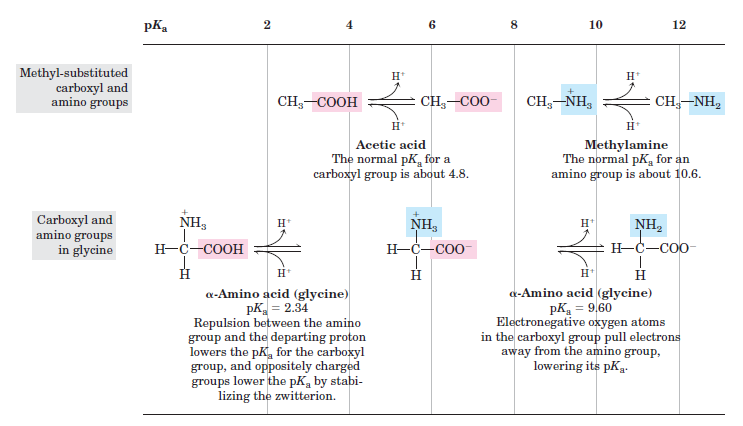 pKa 2 4 6 8 10 12
Methyl-substituted
carboxyl and
amino groups
H⁺ H⁺
CH₃—COOH CH₃—COO⁻ CH₃—N⁺H₃ CH₃—NH₂
H⁺ H⁺
Acetic acid
The normal pKa for a
carboxyl group is about 4.8.
Methylamine
The normal pKa for an
amino group is about 10.6.
Carboxyl and
amino groups
in glycine
N⁺H₃ H⁺ N⁺H₃ H⁺ NH₂
H—C—COOH H—C—COO⁻ H—C—COO⁻
H H⁺ H H⁺ H
α-Amino acid (glycine)
pKa = 2.34
Repulsion between the amino
group and the departing proton
lowers the pKa for the carboxyl
group, and oppositely charged
groups lower the pKa by stabi-
lizing the zwitterion.
α-Amino acid (glycine)
pKa = 9.60
Electronegative oxygen atoms
in the carboxyl group pull electrons
away from the amino group,
lowering its pKa.